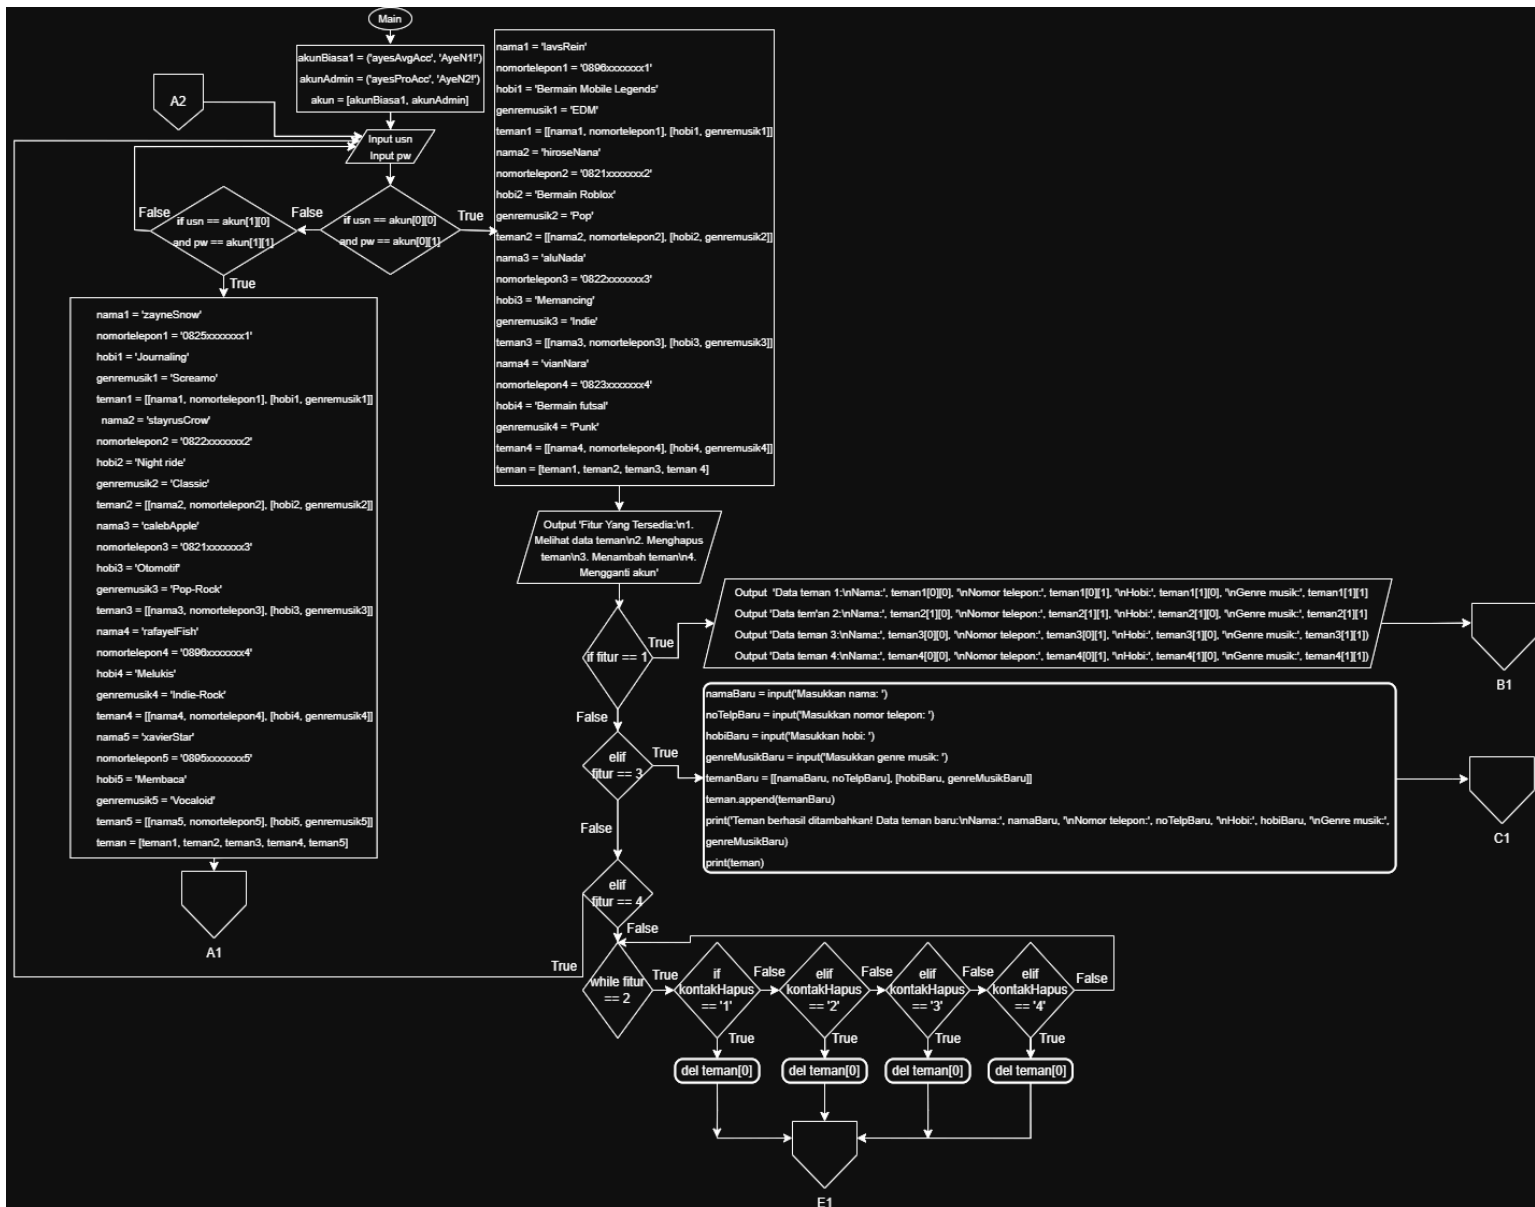 Main
akunBiasa1 = ('ayesAvgAcc', 'AyeN1!')
akunAdmin = ('ayesProAcc', 'AyeN2!')
akun = [akunBiasa1, akunAdmin]
A2
Input usn
Input pw
if usn == akun[0][0]
and pw == akun[0][1]
True
False
if usn == akun[1][0]
and pw == akun[1][1]
False
True
nama1 = 'zayneSnow'
nomortelepon1 = '0825xxxxxxx1'
hobi1 = 'Journaling'
genremusik1 = 'Screamo'
teman1 = [[nama1, nomortelepon1], [hobi1, genremusik1]]
nama2 = 'stayrusCrow'
nomortelepon2 = '0822xxxxxxx2'
hobi2 = 'Night ride'
genremusik2 = 'Classic'
teman2 = [[nama2, nomortelepon2], [hobi2, genremusik2]]
nama3 = 'calebApple'
nomortelepon3 = '0821xxxxxxx3'
hobi3 = 'Otomotif'
genremusik3 = 'Pop-Rock'
teman3 = [[nama3, nomortelepon3], [hobi3, genremusik3]]
nama4 = 'rafayelFish'
nomortelepon4 = '0896xxxxxxx4'
hobi4 = 'Melukis'
genremusik4 = 'Indie-Rock'
teman4 = [[nama4, nomortelepon4], [hobi4, genremusik4]]
nama5 = 'xavierStar'
nomortelepon5 = '0895xxxxxxx5'
hobi5 = 'Membaca'
genremusik5 = 'Vocaloid'
teman5 = [[nama5, nomortelepon5], [hobi5, genremusik5]]
teman = [teman1, teman2, teman3, teman4, teman5]
A1
nama1 = 'lavsRein'
nomortelepon1 = '0896xxxxxxx1'
hobi1 = 'Bermain Mobile Legends'
genremusik1 = 'EDM'
teman1 = [[nama1, nomortelepon1], [hobi1, genremusik1]]
nama2 = 'hiroseNana'
nomortelepon2 = '0821xxxxxxx2'
hobi2 = 'Bermain Roblox'
genremusik2 = 'Pop'
teman2 = [[nama2, nomortelepon2], [hobi2, genremusik2]]
nama3 = 'aluNada'
nomortelepon3 = '0822xxxxxxx3'
hobi3 = 'Memancing'
genremusik3 = 'Indie'
teman3 = [[nama3, nomortelepon3], [hobi3, genremusik3]]
nama4 = 'vianNara'
nomortelepon4 = '0823xxxxxxx4'
hobi4 = 'Bermain futsal'
genremusik4 = 'Punk'
teman4 = [[nama4, nomortelepon4], [hobi4, genremusik4]]
teman = [teman1, teman2, teman3, teman 4]
Output 'Fitur Yang Tersedia:\n1.
Melihat data teman\n2. Menghapus
teman\n3. Menambah teman\n4.
Mengganti akun'
if fitur == 1
True
False
Output 'Data teman 1:\nNama:', teman1[0][0], '\nNomor telepon:', teman1[0][1], '\nHobi:', teman1[1][0], '\nGenre musik:', teman1[1][1]
Output 'Data tem'an 2:\nNama:', teman2[1][0], '\nNomor telepon:', teman2[1][1], '\nHobi:', teman2[1][0], '\nGenre musik:', teman2[1][1]
Output 'Data teman 3:\nNama:', teman3[0][0], '\nNomor telepon:', teman3[0][1], '\nHobi:', teman3[1][0], '\nGenre musik:', teman3[1][1])
Output 'Data teman 4:\nNama:', teman4[0][0], '\nNomor telepon:', teman4[0][1], '\nHobi:', teman4[1][0], '\nGenre musik:', teman4[1][1])
B1
elif
fitur == 3
True
False
namaBaru = input('Masukkan nama: ')
noTelpBaru = input('Masukkan nomor telepon: ')
hobiBaru = input('Masukkan hobi: ')
genreMusikBaru = input('Masukkan genre musik: ')
temanBaru = [[namaBaru, noTelpBaru], [hobiBaru, genreMusikBaru]]
teman.append(temanBaru)
print('Teman berhasil ditambahkan! Data teman baru:\nNama:', namaBaru, '\nNomor telepon:', noTelpBaru, '\nHobi:', hobiBaru, '\nGenre musik:',
genreMusikBaru)
print(teman)
C1
elif
fitur == 4
True
False
while fitur
== 2
True
if
kontakHapus
== '1'
False
elif
kontakHapus
== '2'
False
elif
kontakHapus
== '3'
False
elif
kontakHapus
== '4'
False
True
True
True
True
del teman[0]
del teman[0]
del teman[0]
del teman[0]
E1